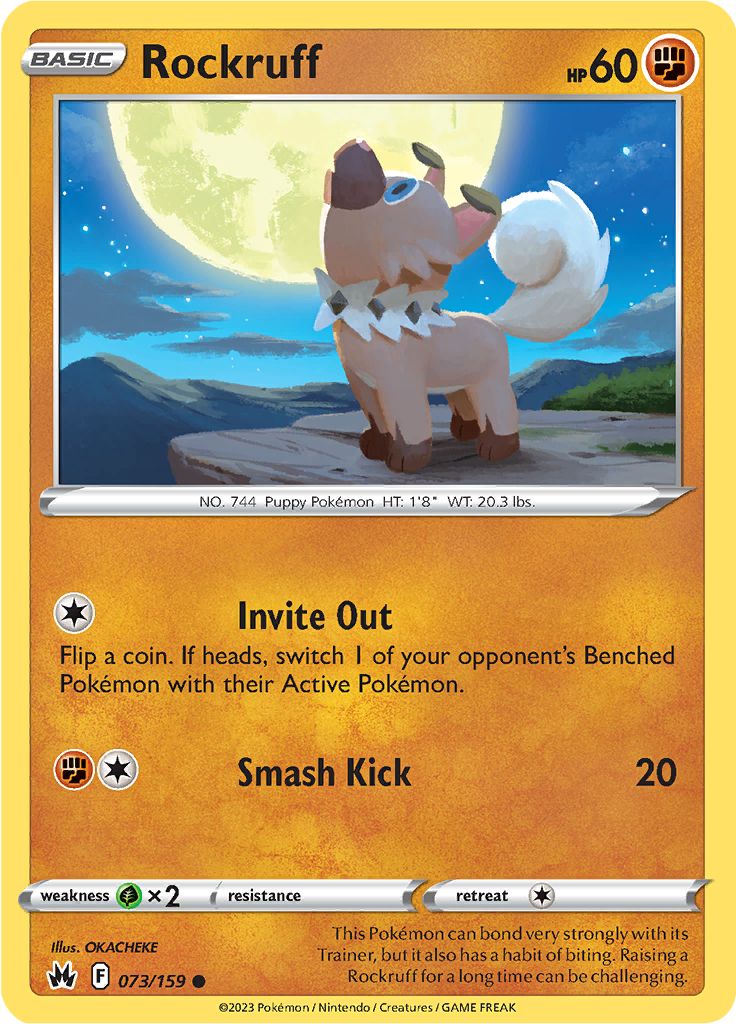 BASIC Rockruff HP 60
NO. 744 Puppy Pokémon HT: 1'8" WT: 20.3 lbs.
Invite Out
Flip a coin. If heads, switch 1 of your opponent's Benched
Pokémon with their Active Pokémon.
Smash Kick 20
weakness ×2 resistance retreat
This Pokémon can bond very strongly with its
Trainer, but it also has a habit of biting. Raising a
Rockruff for a long time can be challenging.
Illus. OKACHEKE
F 073/159
©2023 Pokémon / Nintendo / Creatures / GAME FREAK